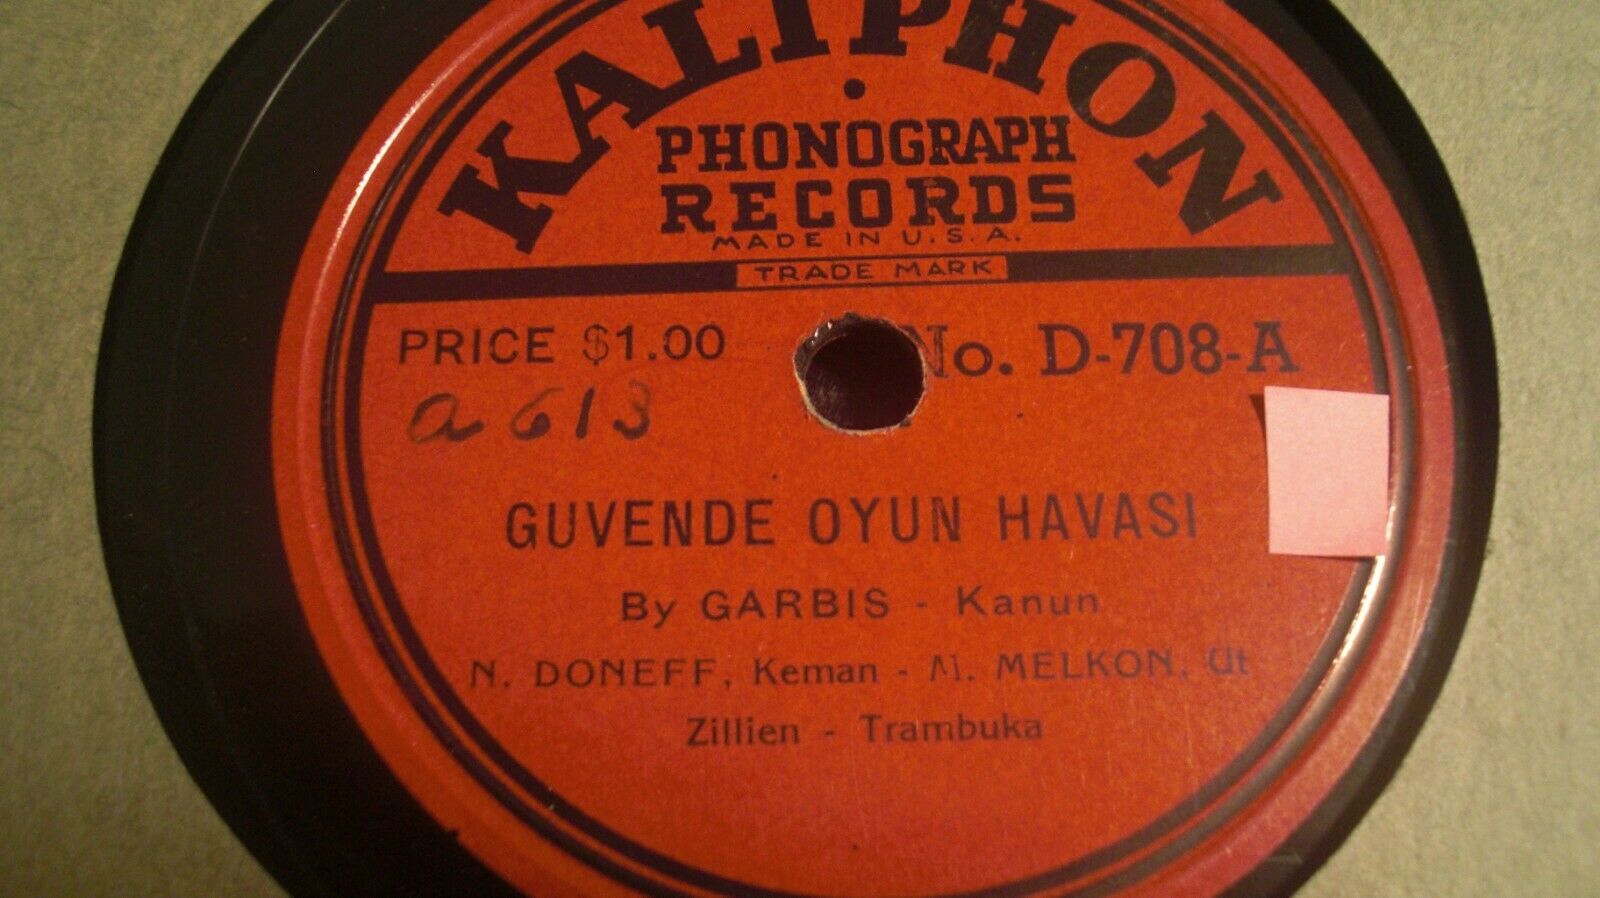 KALIPHON
PHONOGRAPH
RECORDS
MADE IN U.S.A.
TRADE MARK
PRICE $1.00 No. D-708-A
a 613
GUVENDE OYUN HAVASI
By GARBIS - Kanun
N. DONEFF, Keman - M. MELKON, Ut
Zillien - Trambuka